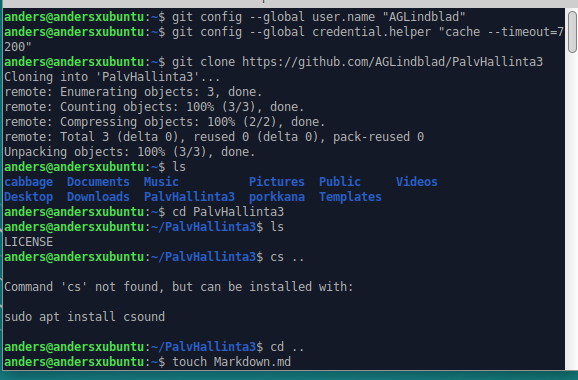 anders@andersxubuntu:~$ git config --global user.name "AGLindblad"
anders@andersxubuntu:~$ git config --global credential.helper "cache --timeout=7
200"
anders@andersxubuntu:~$ git clone https://github.com/AGLindblad/PalvHallinta3
Cloning into 'PalvHallinta3'...
remote: Enumerating objects: 3, done.
remote: Counting objects: 100% (3/3), done.
remote: Compressing objects: 100% (2/2), done.
remote: Total 3 (delta 0), reused 0 (delta 0), pack-reused 0
Unpacking objects: 100% (3/3), done.
anders@andersxubuntu:~$ ls
cabbage  Documents  Music          Pictures  Public     Videos
Desktop  Downloads  PalvHallinta3  porkkana  Templates
anders@andersxubuntu:~$ cd PalvHallinta3
anders@andersxubuntu:~/PalvHallinta3$ ls
LICENSE
anders@andersxubuntu:~/PalvHallinta3$ cs ..
Command 'cs' not found, but can be installed with:
sudo apt install csound
anders@andersxubuntu:~/PalvHallinta3$ cd ..
anders@andersxubuntu:~$ touch Markdown.md